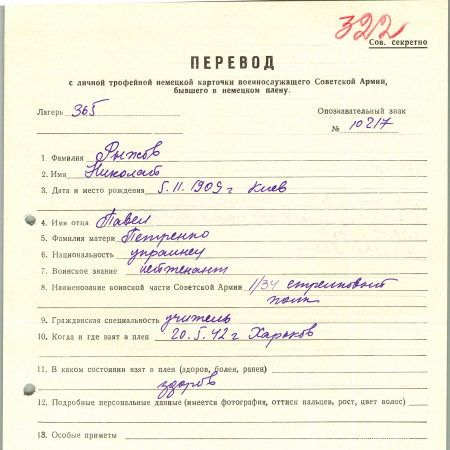 322
Сов. секретно
ПЕРЕВОД
с личной трофейной немецкой карточки военнослужащего Советской Армии,
бывшего в немецком плену.
Лагерь 365
Опознавательный знак
№ 10217
1. Фамилия Рыжов
2. Имя Николай
3. Дата и место рождения 5.11.1909 г Киев
4. Имя отца Павел
5. Фамилия матери Петренко
6. Национальность украинец
7. Воинское звание лейтенант
8. Наименование воинской части Советской Армии 1/34 стрелковый
полк
9. Гражданская специальность учитель
10. Когда и где взят в плен 20.5.42 г Харьков
11. В каком состоянии взят в плен (здоров, болен, ранен)
здоров
12. Подробные персональные данные (имеется фотография, оттиск пальцев, рост, цвет волос)
13. Особые приметы